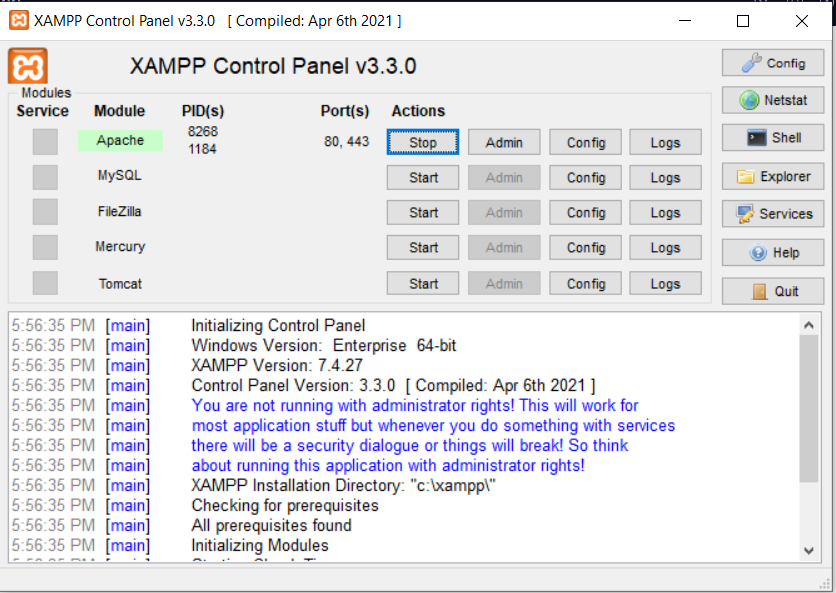 XAMPP Control Panel v3.3.0 [ Compiled: Apr 6th 2021 ]
XAMPP Control Panel v3.3.0
Config
Modules
Service Module PID(s) Port(s) Actions
Netstat
Apache 8268 80, 443 Stop Admin Config Logs
1184
Shell
MySQL Start Admin Config Logs
Explorer
FileZilla Start Admin Config Logs
Services
Mercury Start Admin Config Logs
Help
Tomcat Start Admin Config Logs
Quit
5:56:35 PM [main] Initializing Control Panel
5:56:35 PM [main] Windows Version: Enterprise 64-bit
5:56:35 PM [main] XAMPP Version: 7.4.27
5:56:35 PM [main] Control Panel Version: 3.3.0 [ Compiled: Apr 6th 2021 ]
5:56:35 PM [main] You are not running with administrator rights! This will work for
5:56:35 PM [main] most application stuff but whenever you do something with services
5:56:35 PM [main] there will be a security dialogue or things will break! So think
5:56:35 PM [main] about running this application with administrator rights!
5:56:35 PM [main] XAMPP Installation Directory: "c:\xampp\"
5:56:35 PM [main] Checking for prerequisites
5:56:35 PM [main] All prerequisites found
5:56:35 PM [main] Initializing Modules